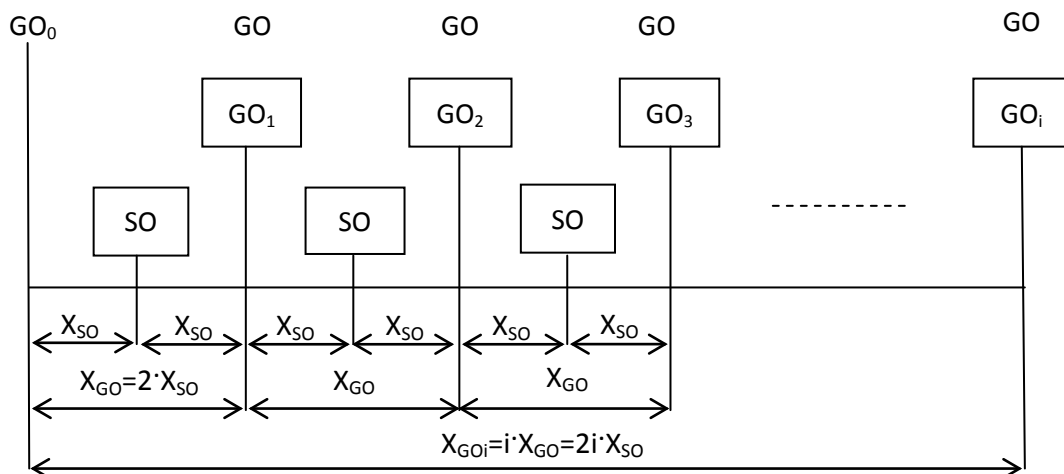 GO₀ GO GO GO GO
GO₁ GO₂ GO₃ GOᵢ
SO SO SO
X_SO X_SO X_SO X_SO X_SO X_SO
X_GO=2·X_SO X_GO X_GO
X_GOi=i·X_GO=2i·X_SO